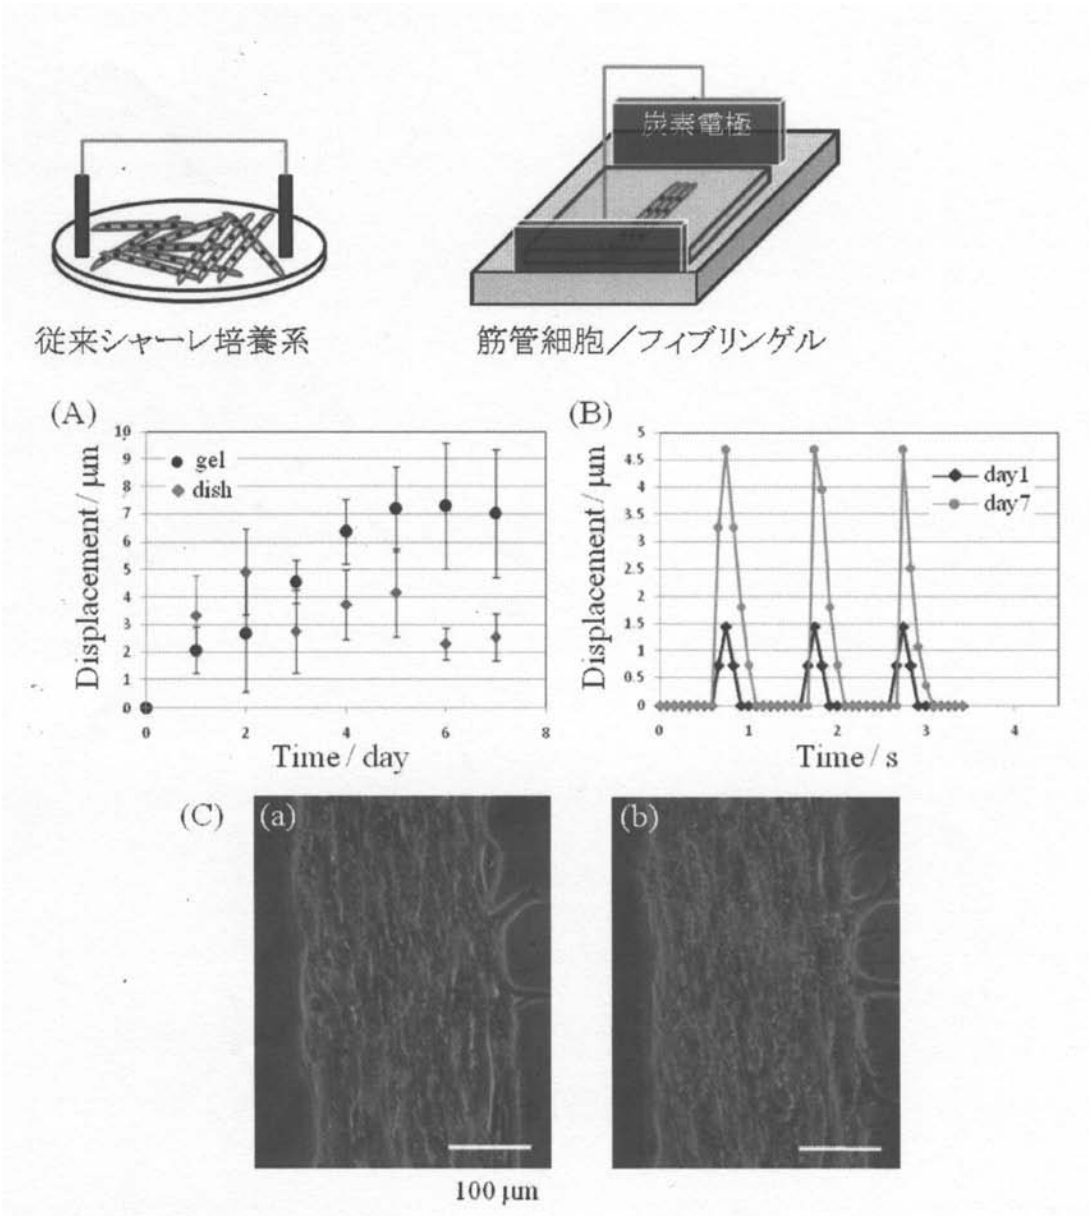 炭素電極
従来シャーレ培養系
筋管細胞/フィブリンゲル
(A)
Displacement / μm
10
9
8
7
6
5
4
3
2
1
0
gel
dish
0
2
4
6
8
Time / day
(B)
Displacement / μm
5
4.5
4
3.5
3
2.5
2
1.5
1
0.5
0
day1
day7
0
1
2
3
4
Time / s
(C)
(a)
(b)
100 μm